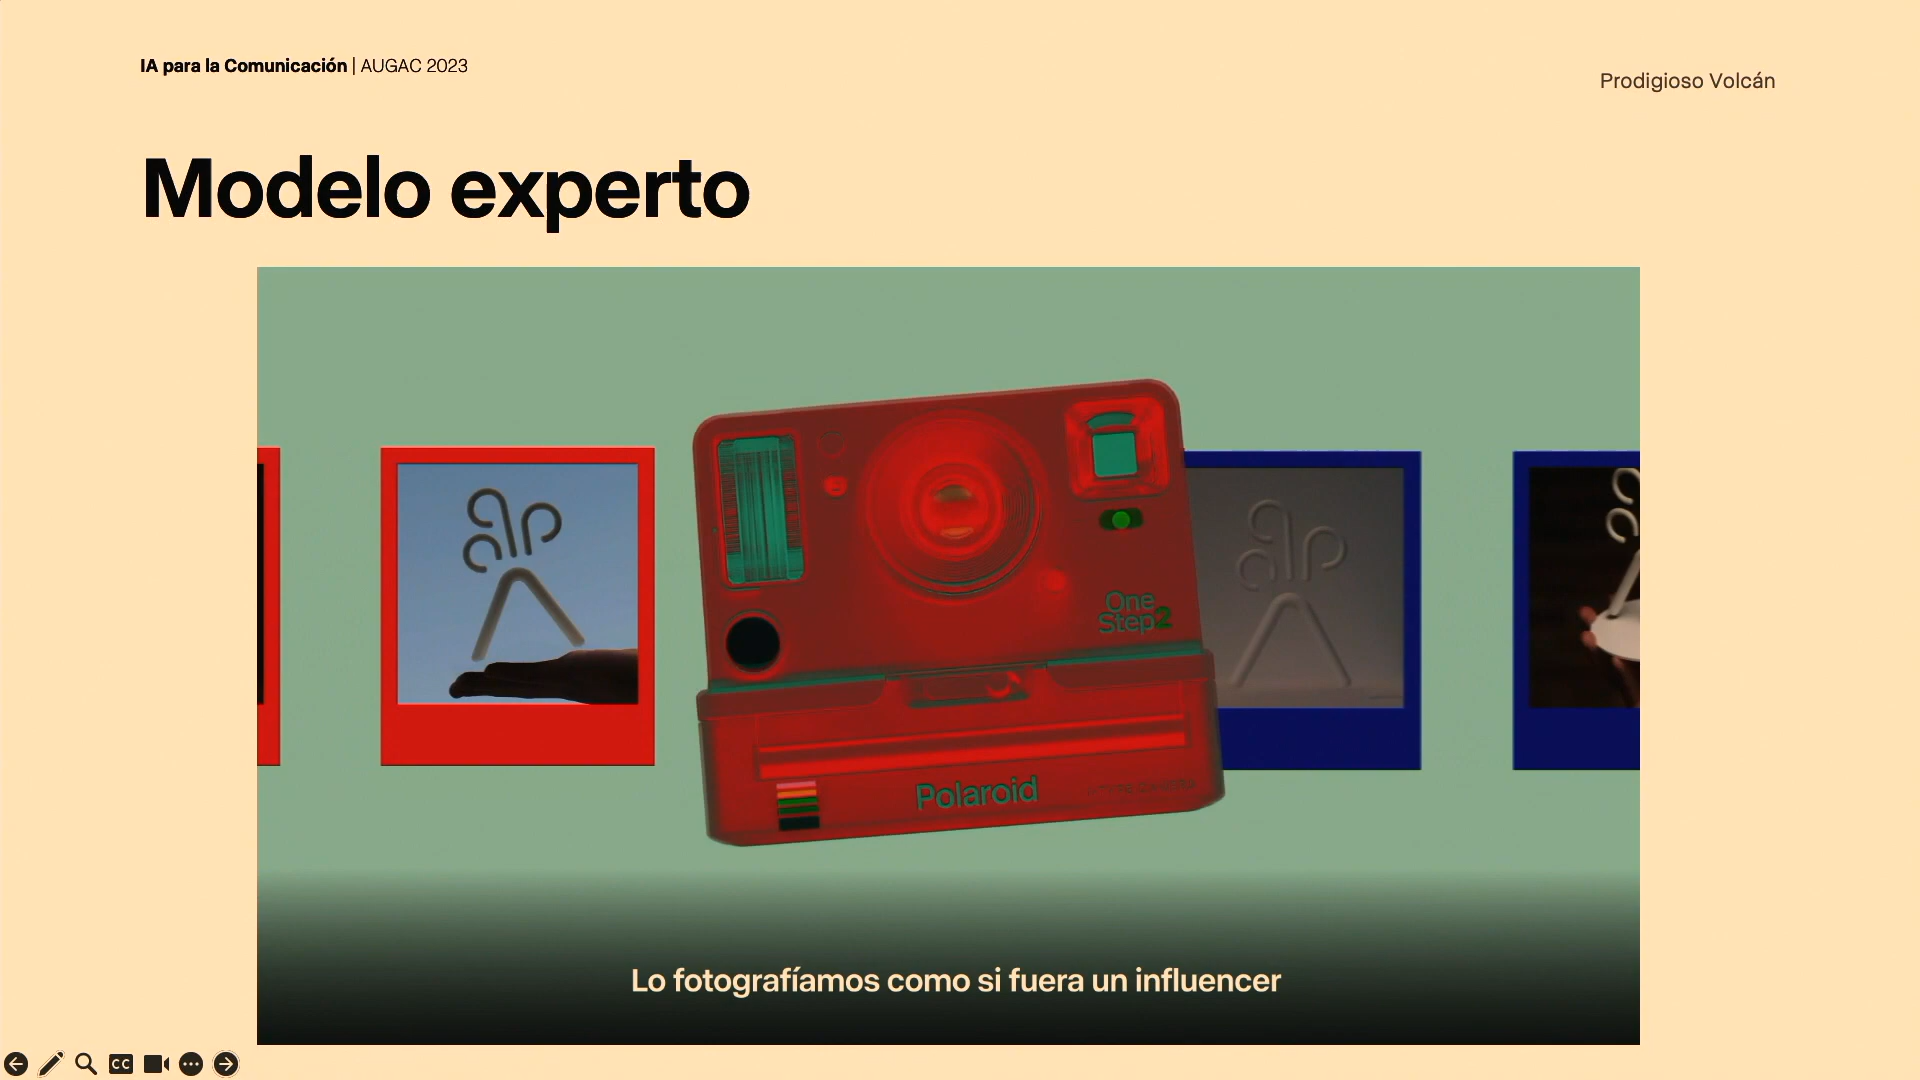 IA para la Comunicación | AUGAC 2023
Prodigioso Volcán
Modelo experto
One
Step2
Polaroid
Lo fotografíamos como si fuera un influencer
CC